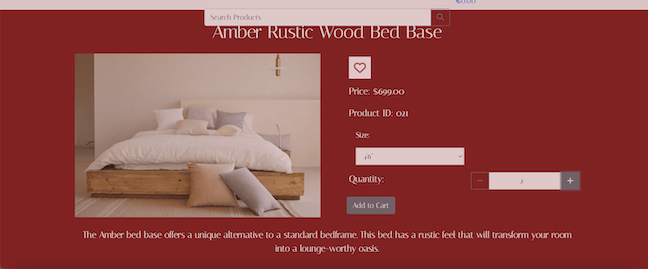 €0.00
Search Products
Amber Rustic Wood Bed Base
Price: $699.00
Product ID: 021
Size:
4'6"
Quantity:
- 1 +
Add to Cart
The Amber bed base offers a unique alternative to a standard bedframe. This bed has a rustic feel that will transform your room
into a lounge-worthy oasis.